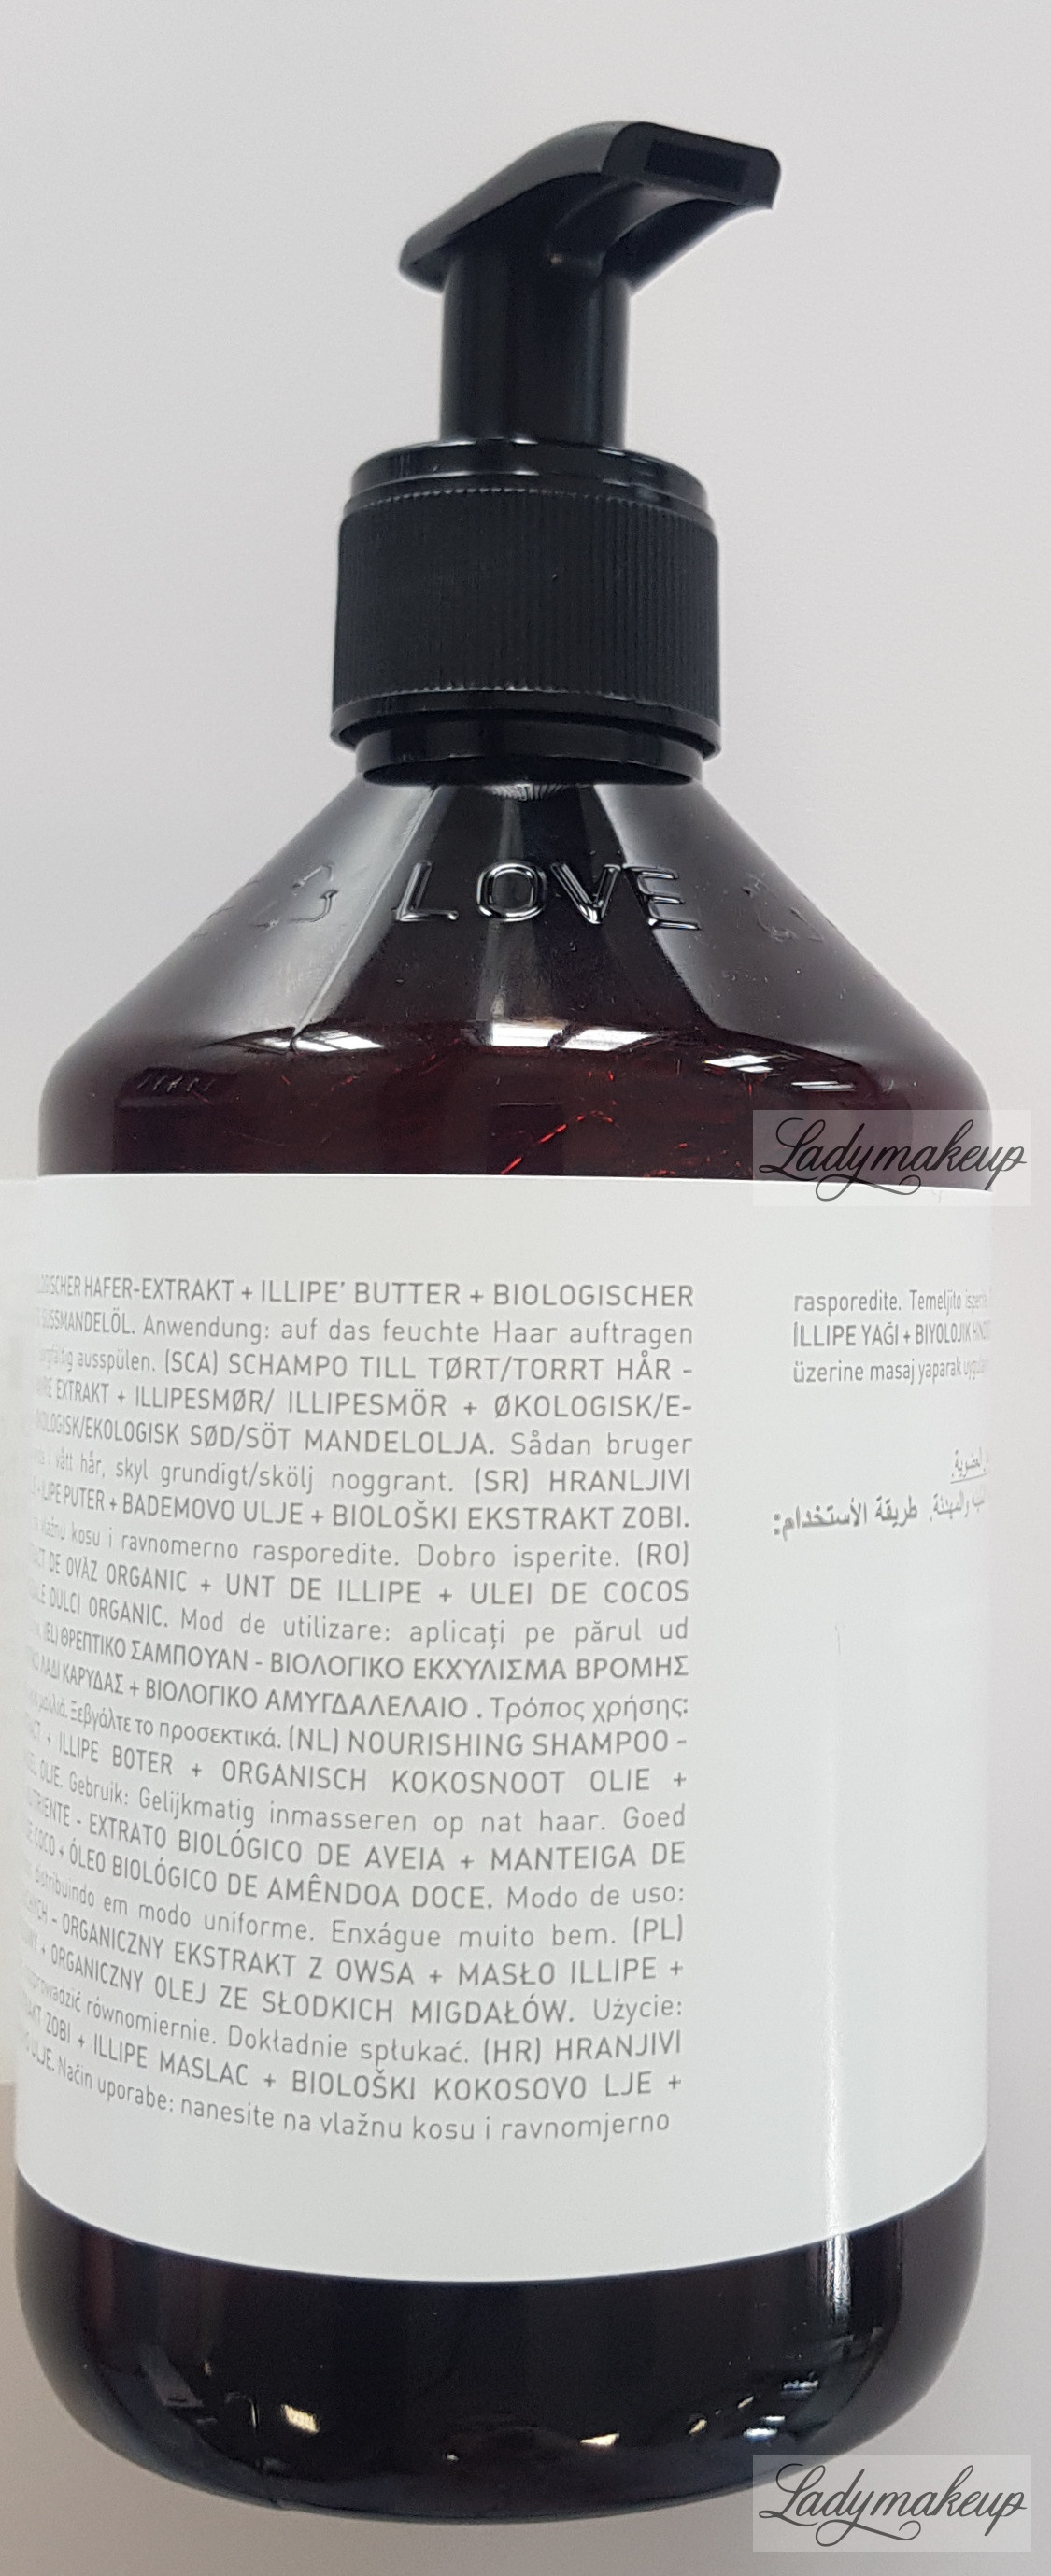 LOVE
HAFER-EXTRAKT + ILLIPE' BUTTER + BIOLOGISCHER
Anwendung: auf das feuchte Haar auftragen
ausspülen. (SCA) SCHAMPO TILL TØRT/TORRT HÅR -
EXTRAKT + ILLIPESMØR/ ILLIPESMÖR + ØKOLOGISK/E-
SØD/SÖT MANDELOLJA. Sådan bruger
i vått hår, skyl grundigt/skölj noggrant. (SR) HRANLJIVI
PUTER + BADEMOVO ULJE + BIOLOŠKI EKSTRAKT ZOBI.
vlažnu kosu i ravnomerno rasporedite. Dobro isperite. (RO)
DE OVĂZ ORGANIC + UNT DE ILLIPE + ULEI DE COCOS
DULCI ORGANIC. Mod de utilizare: aplicați pe părul ud
(EL) ΘΡΕΠΤΙΚΟ ΣΑΜΠΟΥΑΝ - ΒΙΟΛΟΓΙΚΟ ΕΚΧΥΛΙΣΜΑ ΒΡΟΜΗΣ
ΛΑΔΙ ΚΑΡΥΔΑΣ + ΒΙΟΛΟΓΙΚΟ ΑΜΥΓΔΑΛΕΛΑΙΟ . Τρόπος χρήσης:
μαλλιά. Ξεβγάλτε το προσεκτικά. (NL) NOURISHING SHAMPOO -
+ ILLIPE BOTER + ORGANISCH KOKOSNOOT OLIE +
OLIE. Gebruik: Gelijkmatig inmasseren op nat haar. Goed
- EXTRATO BIOLÓGICO DE AVEIA + MANTEIGA DE
COCO + ÓLEO BIOLÓGICO DE AMÊNDOA DOCE. Modo de uso:
distribuindo em modo uniforme. Enxágue muito bem. (PL)
- ORGANICZNY EKSTRAKT Z OWSA + MASŁO ILLIPE +
+ ORGANICZNY OLEJ ZE SŁODKICH MIGDAŁÓW. Użycie:
równomiernie. Dokładnie spłukać. (HR) HRANJIVI
ZOBI + ILLIPE MASLAC + BIOLOŠKI KOKOSOVO LJE +
ULJE. Način uporabe: nanesite na vlažnu kosu i ravnomjerno
rasporedite. Temeljito
İLLIPE YAĞI + BIYOLOJIK
üzerine masaj yaparak
طريقة الأستخدام:
Ladymakeup
Ladymakeup